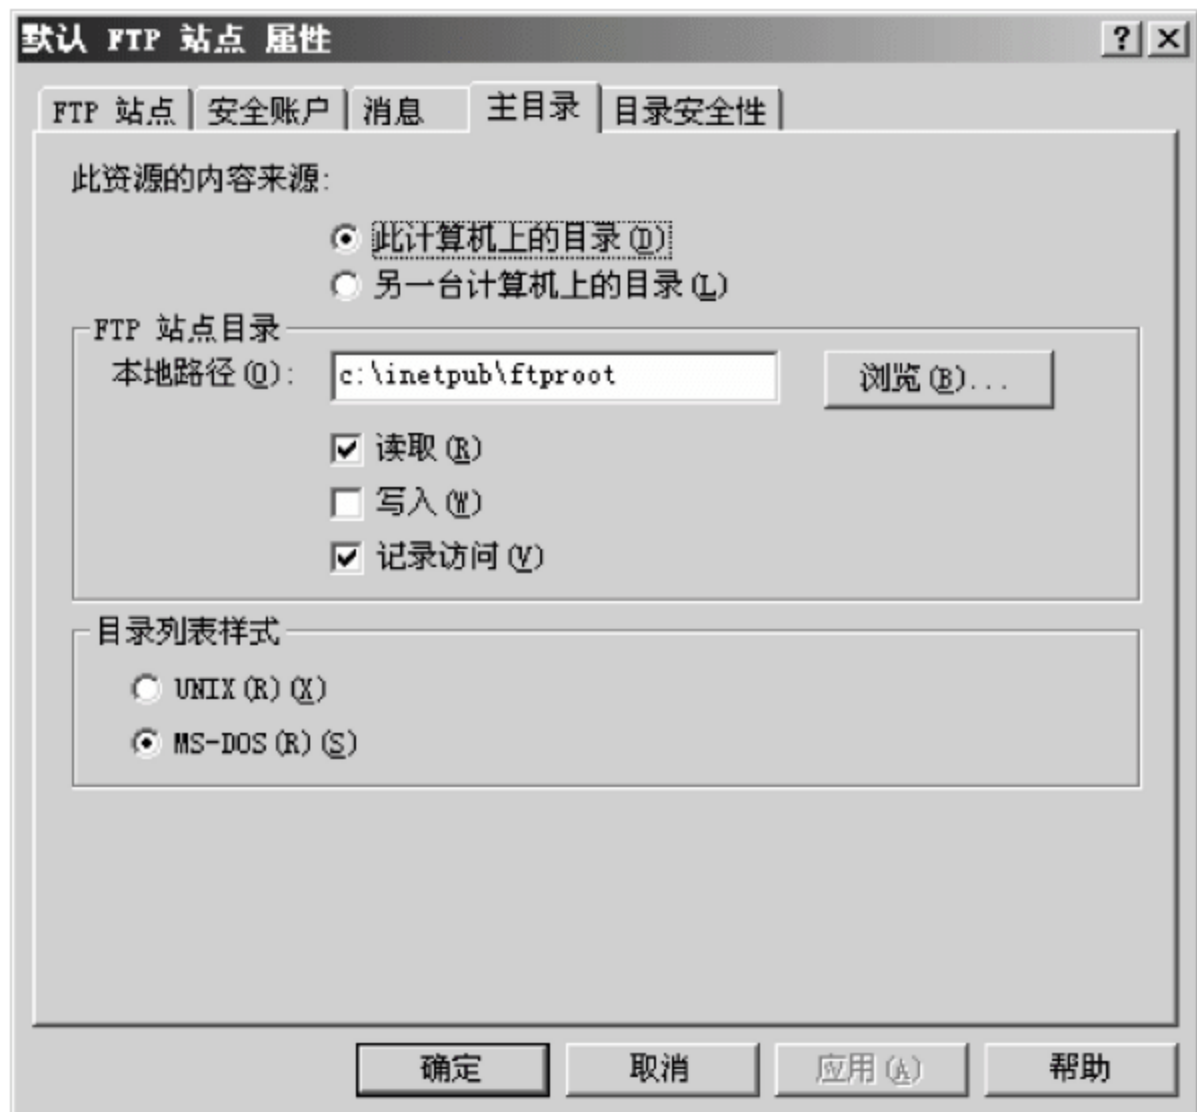 默认 FTP 站点 属性
FTP 站点 安全账户 消息 主目录 目录安全性
此资源的内容来源:
此计算机上的目录(D)
另一台计算机上的目录(L)
FTP 站点目录
本地路径(O): c:\inetpub\ftproot 浏览(B)...
读取(R)
写入(W)
记录访问(V)
目录列表样式
UNIX(R)(X)
MS-DOS(R)(S)
确定 取消 应用(A) 帮助